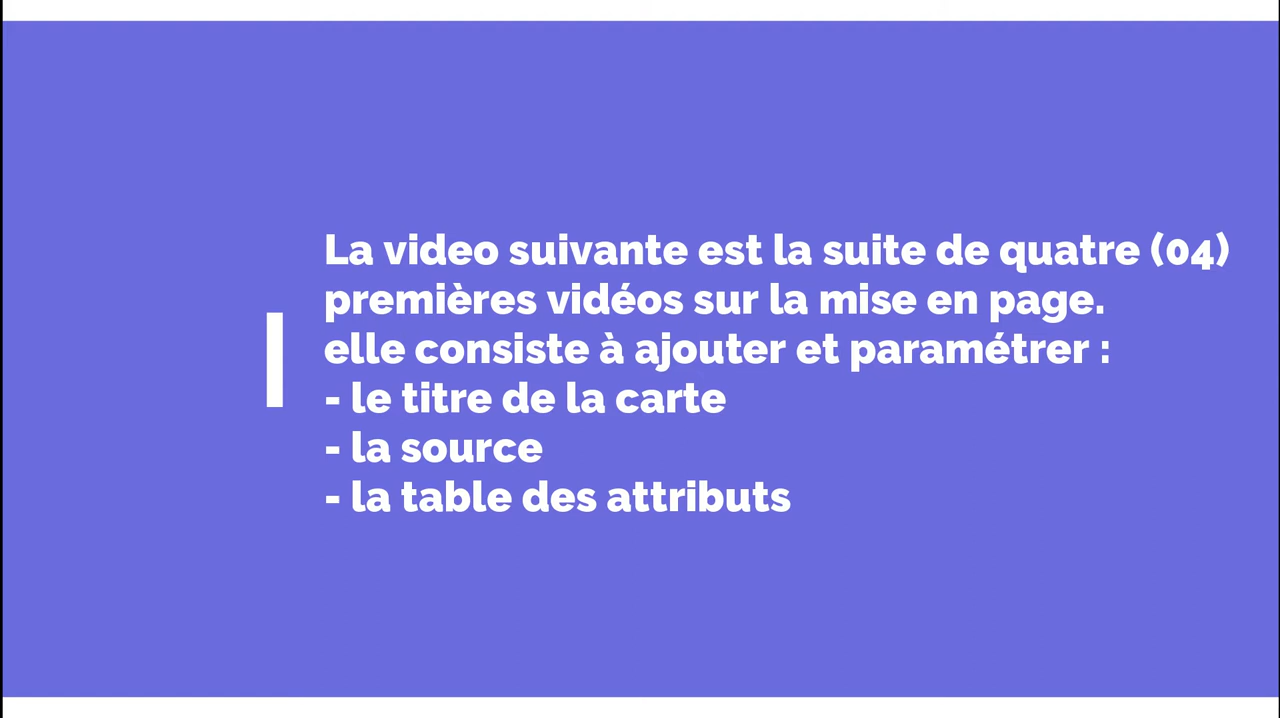 La video suivante est la suite de quatre (04)
premières vidéos sur la mise en page.
elle consiste à ajouter et paramétrer :
- le titre de la carte
- la source
- la table des attributs